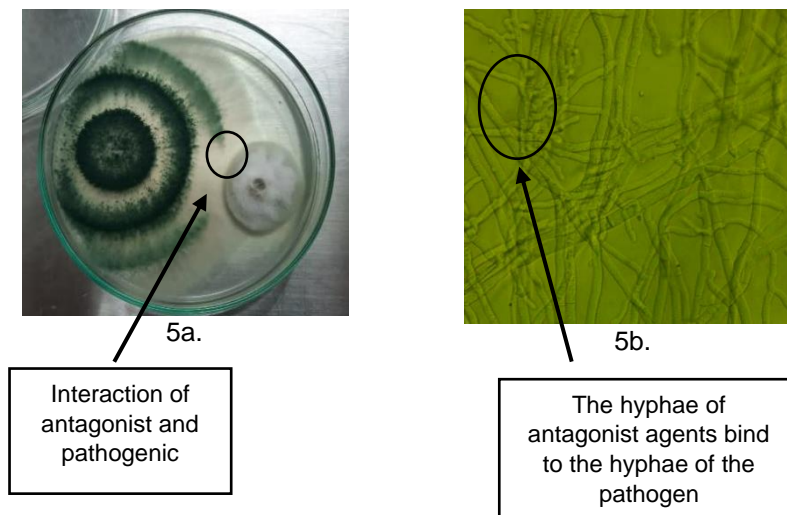 5a.
5b.
Interaction of
antagonist and
pathogenic
The hyphae of
antagonist agents bind
to the hyphae of the
pathogen